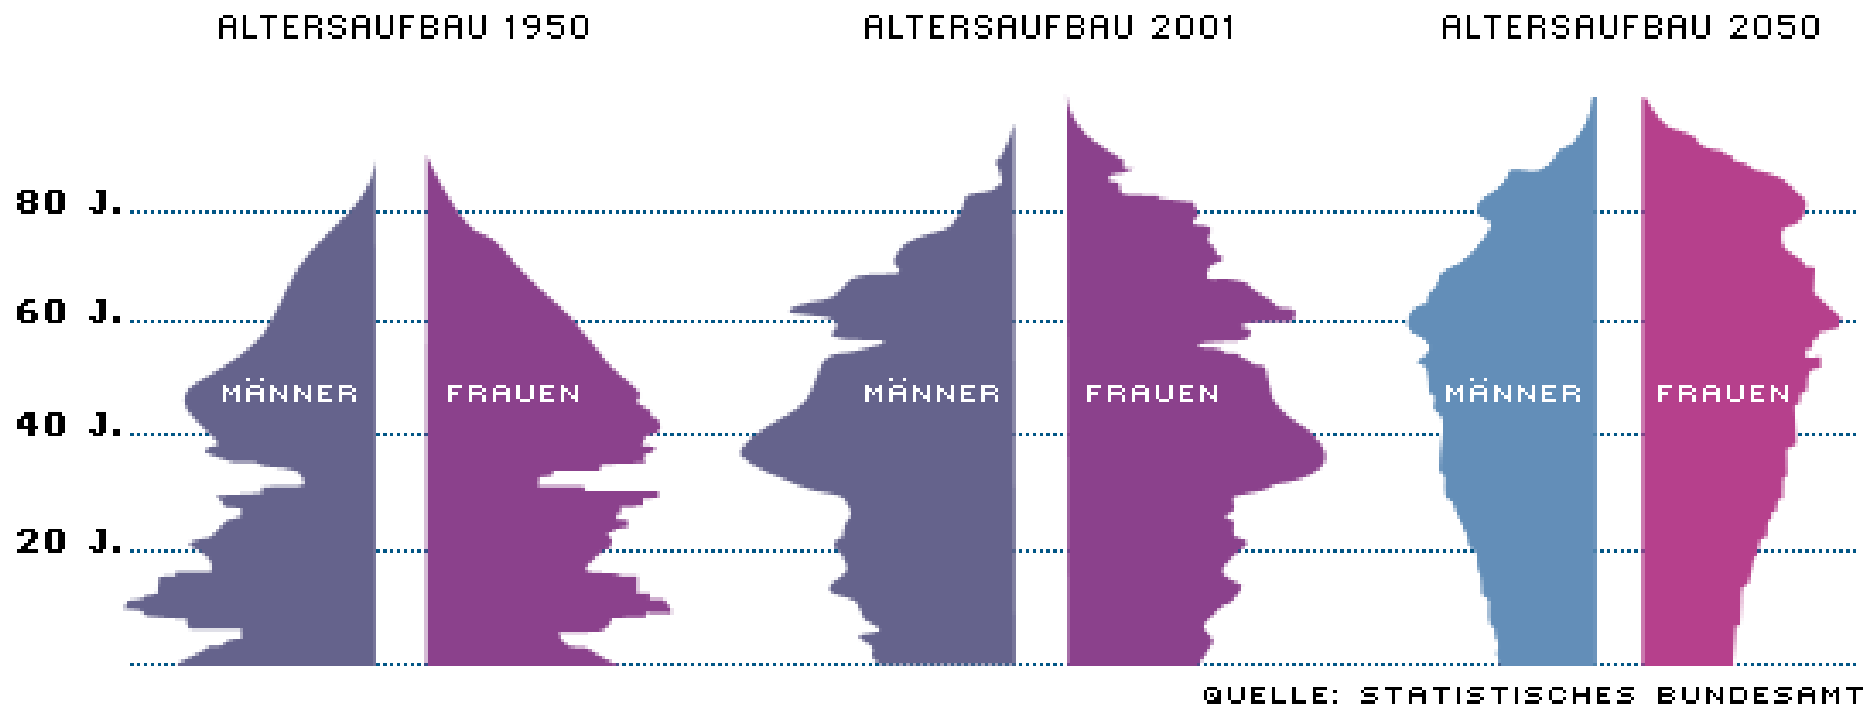 ALTERSAUFBAU 1950
ALTERSAUFBAU 2001
ALTERSAUFBAU 2050
80 J.
60 J.
MÄNNER
FRAUEN
MÄNNER
FRAUEN
MÄNNER
FRAUEN
40 J.
20 J.
QUELLE: STATISTISCHES BUNDESAMT